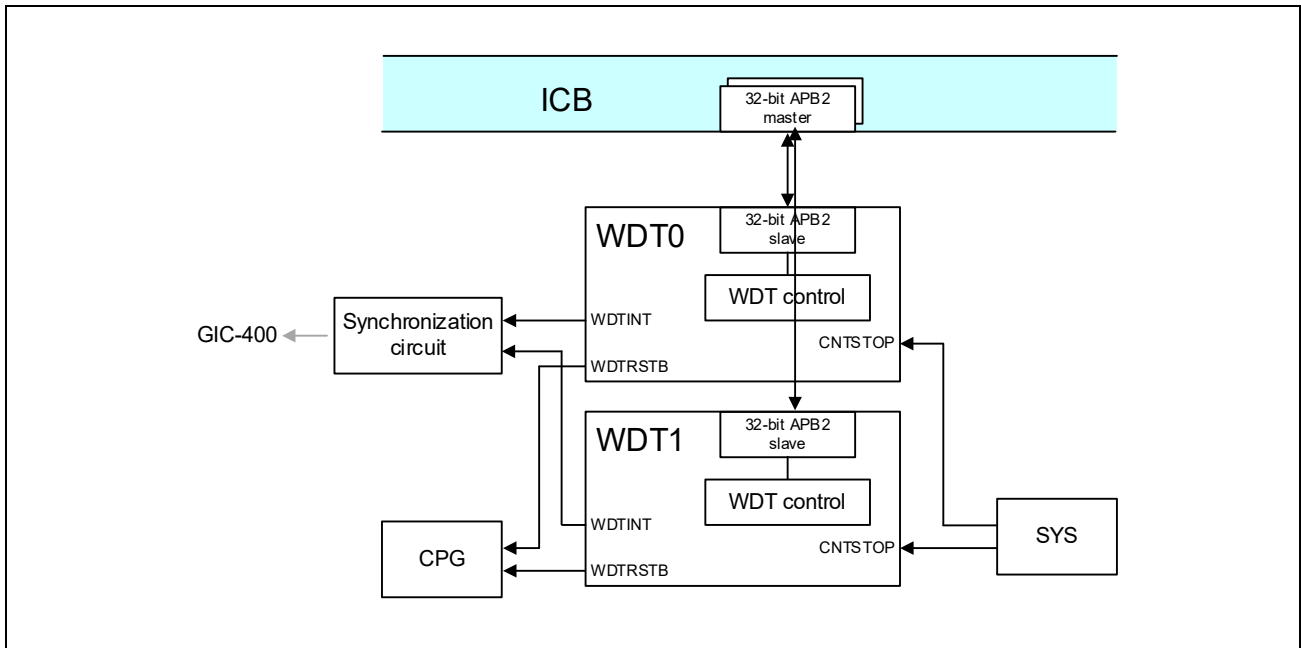 ICB
32-bit APB2
master
WDT0
32-bit APB2
slave
WDT control
WDTINT
CNTSTOP
WDTRSTB
GIC-400
Synchronization
circuit
WDT1
32-bit APB2
slave
WDT control
WDTINT
CNTSTOP
WDTRSTB
CPG
SYS